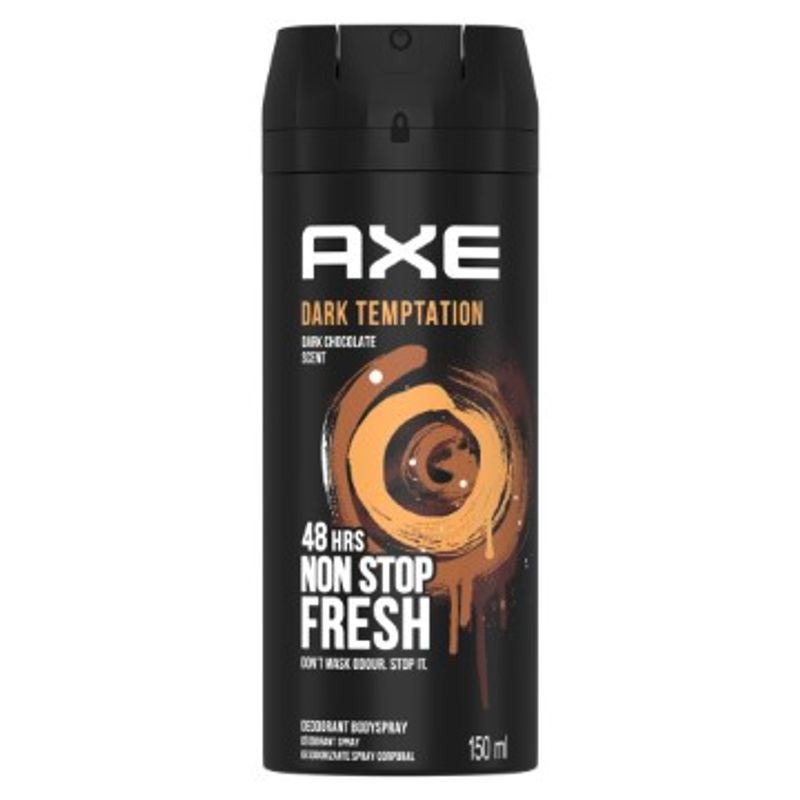 AXE
DARK TEMPTATION
DARK CHOCOLATE
SCENT
48 HRS
NON STOP
FRESH
DON'T MASK ODOUR. STOP IT.
DEODORANT BODYSPRAY
DEODORANT SPRAY
DESODORIZANTE SPRAY CORPORAL
150 ml